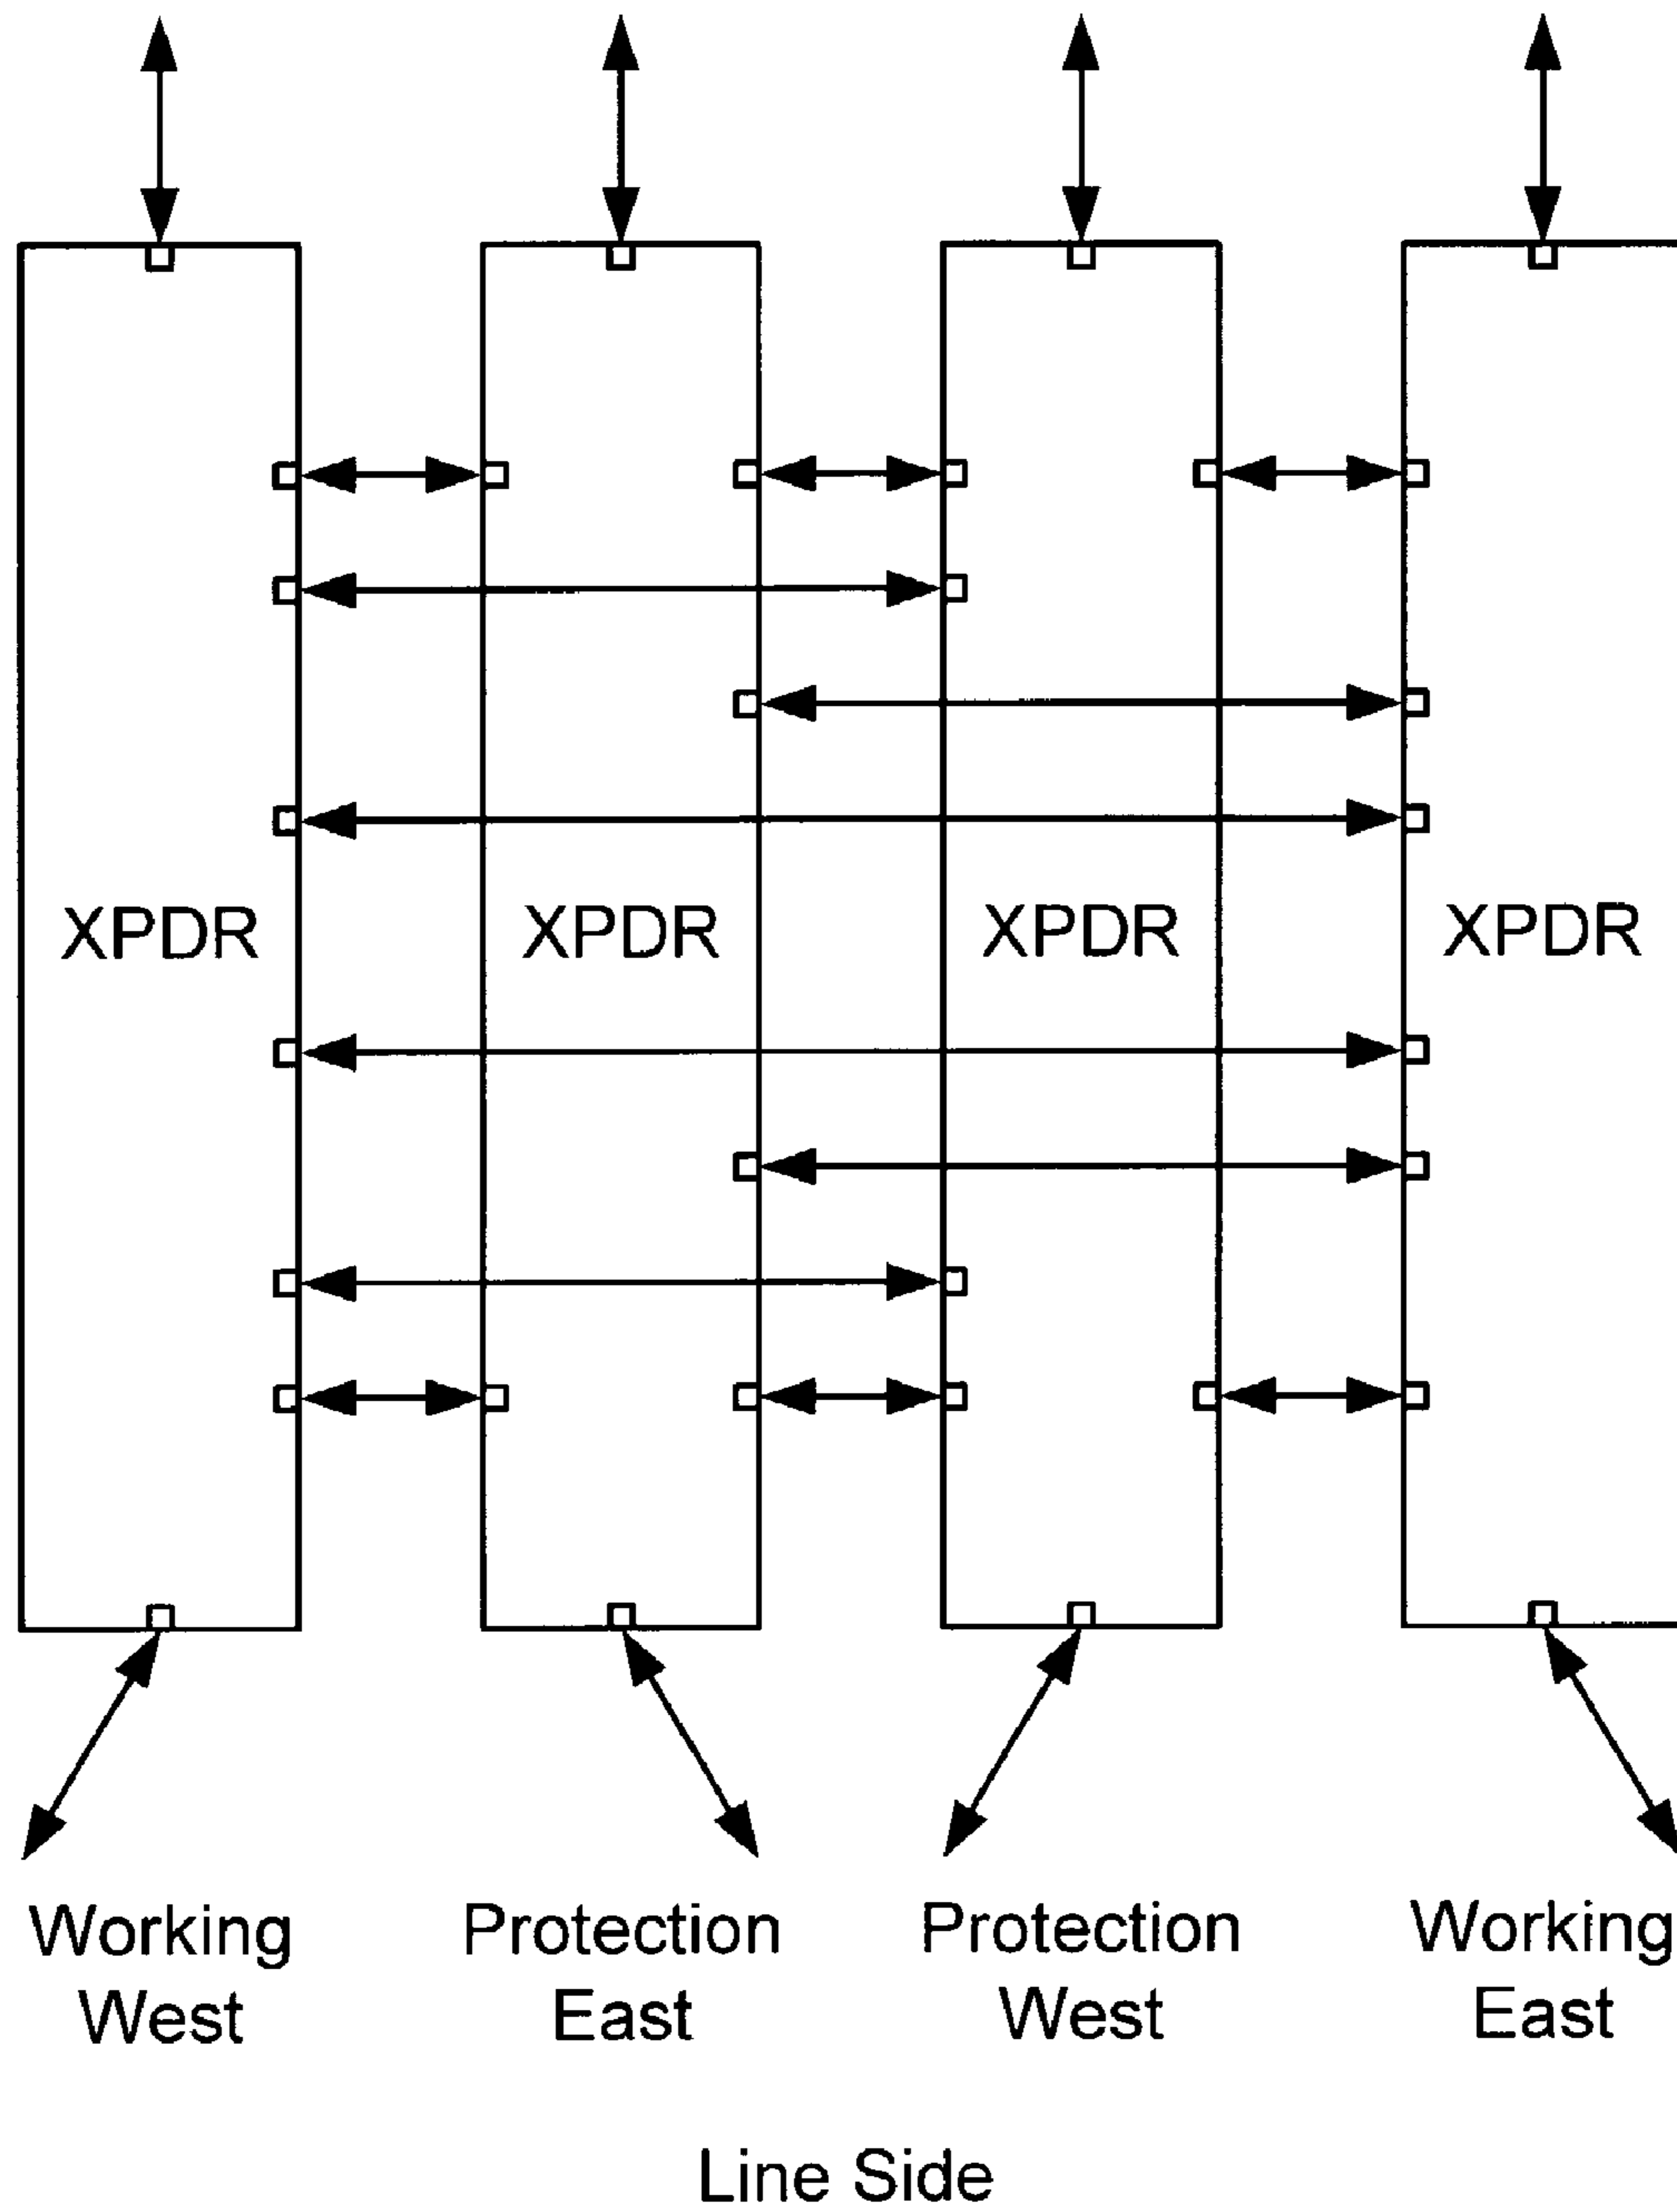 XPDR XPDR XPDR XPDR
Working Protection Protection Working
West East West East
Line Side